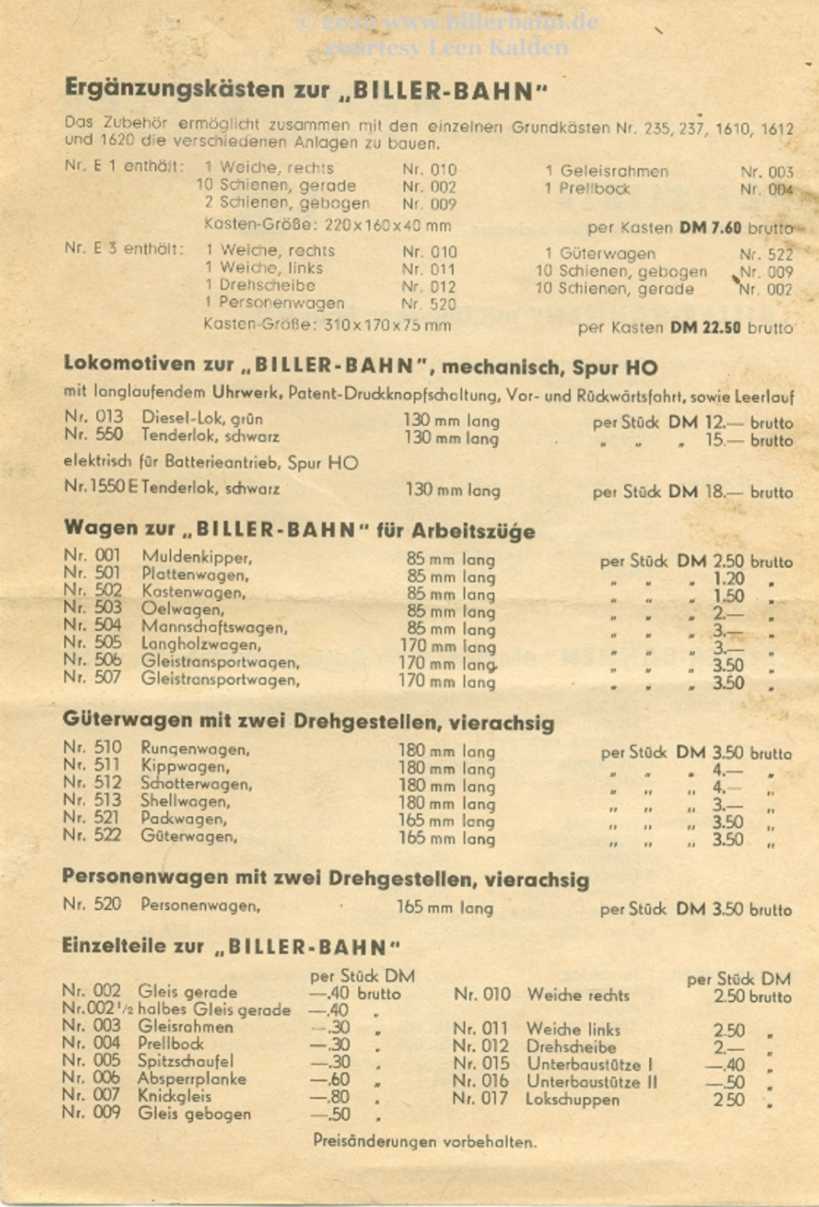 © 2010 www.billerbahn.de
courtesy Leen Kalden
Ergänzungskästen zur „BILLER-BAHN"
Das Zubehör ermöglicht zusammen mit den einzelnen Grundkästen Nr. 235, 237, 1610, 1612
und 1620 die verschiedenen Anlagen zu bauen.
Nr. E 1 enthält: 1 Weiche, rechts Nr. 010 1 Geleisrahmen Nr. 003
10 Schienen, gerade Nr. 002 1 Prellbock Nr. 004
2 Schienen, gebogen Nr. 009
Kasten-Größe: 220x160x40 mm per Kasten DM 7.60 brutto
Nr. E 3 enthält: 1 Weiche, rechts Nr. 010 1 Güterwagen Nr. 522
1 Weiche, links Nr. 011 10 Schienen, gebogen Nr. 009
1 Drehscheibe Nr. 012 10 Schienen, gerade Nr. 002
1 Personenwagen Nr. 520
Kasten-Größe: 310x170x75 mm per Kasten DM 22.50 brutto
Lokomotiven zur „BILLER-BAHN", mechanisch, Spur HO
mit langlaufendem Uhrwerk, Patent-Druckknopfschaltung, Vor- und Rückwärtsfahrt, sowie Leerlauf
Nr. 013 Diesel-Lok, grün 130 mm lang per Stück DM 12.— brutto
Nr. 550 Tenderlok, schwarz 130 mm lang „ „ „ 15.— brutto
elektrisch für Batterieantrieb, Spur HO
Nr. 1550 E Tenderlok, schwarz 130 mm lang per Stück DM 18.— brutto
Wagen zur „BILLER-BAHN" für Arbeitszüge
Nr. 001 Muldenkipper, 85 mm lang per Stück DM 2.50 brutto
Nr. 501 Plattenwagen, 85 mm lang „ „ „ 1.20 „
Nr. 502 Kastenwagen, 85 mm lang „ „ „ 1.50 „
Nr. 503 Oelwagen, 85 mm lang „ „ „ 2.— „
Nr. 504 Mannschaftswagen, 85 mm lang „ „ „ 3.— „
Nr. 505 Langholzwagen, 170 mm lang „ „ „ 3.— „
Nr. 506 Gleistransportwagen, 170 mm lang „ „ „ 3.50 „
Nr. 507 Gleistransportwagen, 170 mm lang „ „ „ 3.50 „
Güterwagen mit zwei Drehgestellen, vierachsig
Nr. 510 Rungenwagen, 180 mm lang per Stück DM 3.50 brutto
Nr. 511 Kippwagen, 180 mm lang „ „ „ 4.— „
Nr. 512 Schotterwagen, 180 mm lang „ „ „ 4.— „
Nr. 513 Shellwagen, 180 mm lang „ „ „ 3.— „
Nr. 521 Packwagen, 165 mm lang „ „ „ 3.50 „
Nr. 522 Güterwagen, 165 mm lang „ „ „ 3.50 „
Personenwagen mit zwei Drehgestellen, vierachsig
Nr. 520 Personenwagen, 165 mm lang per Stück DM 3.50 brutto
Einzelteile zur „BILLER-BAHN"
per Stück DM per Stück DM
Nr. 002 Gleis gerade —.40 brutto Nr. 010 Weiche rechts 2.50 brutto
Nr. 002 1/2 halbes Gleis gerade —.40 „
Nr. 003 Gleisrahmen —.30 „ Nr. 011 Weiche links 2.50 „
Nr. 004 Prellbock —.30 „ Nr. 012 Drehscheibe 2.— „
Nr. 005 Spitzschaufel —.30 „ Nr. 015 Unterbaustütze I —.40 „
Nr. 006 Absperrplanke —.60 „ Nr. 016 Unterbaustütze II —.50 „
Nr. 007 Knickgleis —.80 „ Nr. 017 Lokschuppen 2 50 „
Nr. 009 Gleis gebogen —.50 „
Preisänderungen vorbehalten.